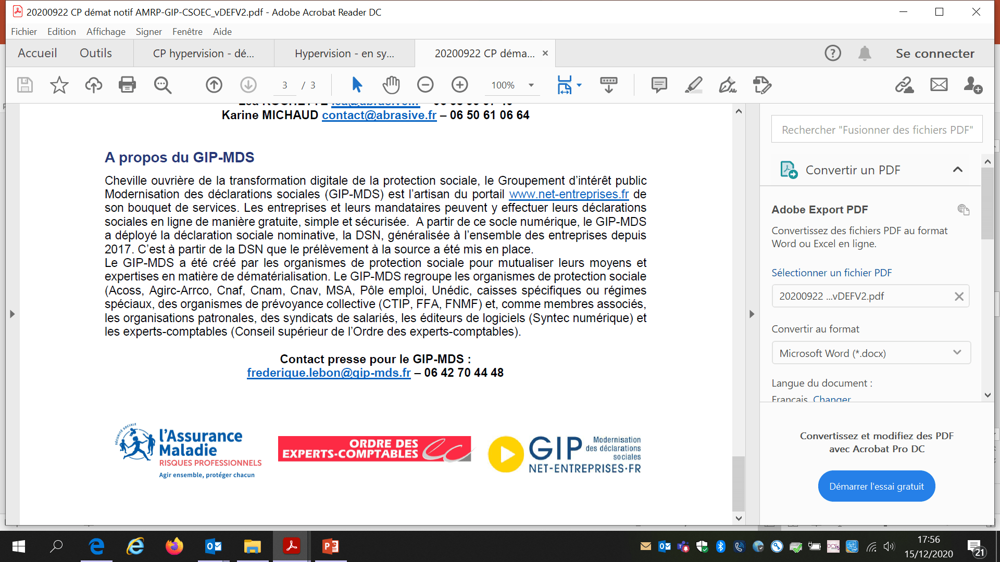 20200922 CP démat notif AMRP-GIP-CSOEC_vDEFV2.pdf - Adobe Acrobat Reader DC
Fichier Edition Affichage Signer Fenêtre Aide
Accueil Outils CP hypervision - dé... Hypervision - en sy... 20200922 CP déma... × Se connecter
3 / 3 100%
Karine MICHAUD contact@abrasive.fr – 06 50 61 06 64
A propos du GIP-MDS
Cheville ouvrière de la transformation digitale de la protection sociale, le Groupement d’intérêt public
Modernisation des déclarations sociales (GIP-MDS) est l’artisan du portail www.net-entreprises.fr de
son bouquet de services. Les entreprises et leurs mandataires peuvent y effectuer leurs déclarations
sociales en ligne de manière gratuite, simple et sécurisée. A partir de ce socle numérique, le GIP-MDS
a déployé la déclaration sociale nominative, la DSN, généralisée à l’ensemble des entreprises depuis
2017. C’est à partir de la DSN que le prélèvement à la source a été mis en place.
Le GIP-MDS a été créé par les organismes de protection sociale pour mutualiser leurs moyens et
expertises en matière de dématérialisation. Le GIP-MDS regroupe les organismes de protection sociale
(Acoss, Agirc-Arrco, Cnaf, Cnam, Cnav, MSA, Pôle emploi, Unédic, caisses spécifiques ou régimes
spéciaux, des organismes de prévoyance collective (CTIP, FFA, FNMF) et, comme membres associés,
les organisations patronales, des syndicats de salariés, les éditeurs de logiciels (Syntec numérique) et
les experts-comptables (Conseil supérieur de l’Ordre des experts-comptables).
Contact presse pour le GIP-MDS :
frederique.lebon@gip-mds.fr – 06 42 70 44 48
SÉCURITÉ SOCIALE
l’Assurance
Maladie
RISQUES PROFESSIONNELS
Agir ensemble, protéger chacun
ORDRE DES
EXPERTS-COMPTABLES
ec
GIP
Modernisation
des déclarations
sociales
NET-ENTREPRISES·FR
Rechercher "Fusionner des fichiers PDF"
Convertir un PDF
Adobe Export PDF
Convertissez des fichiers PDF au format
Word ou Excel en ligne.
Sélectionner un fichier PDF
20200922 ...vDEFV2.pdf
Convertir au format
Microsoft Word (*.docx)
Langue du document :
Français Changer
Convertissez et modifiez des PDF
avec Acrobat Pro DC
Démarrer l'essai gratuit
17:56
15/12/2020
21